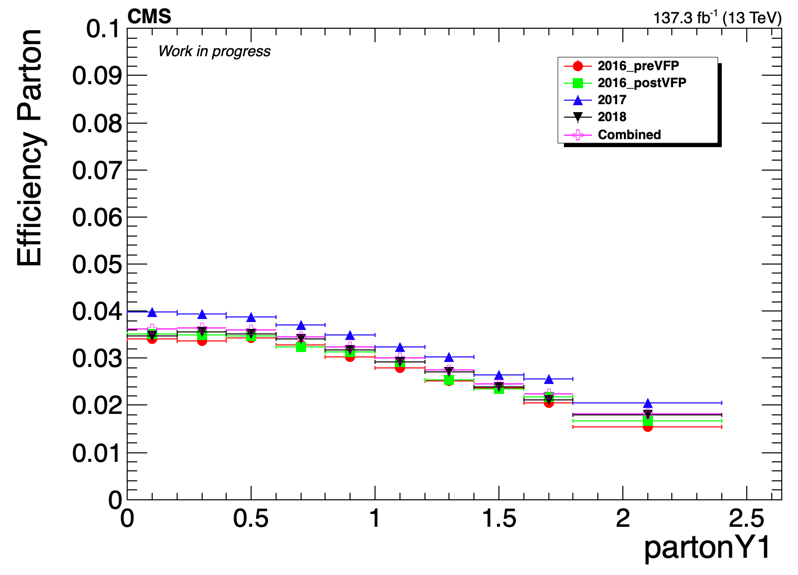 CMS
137.3 fb⁻¹ (13 TeV)
Work in progress
2016_preVFP
2016_postVFP
2017
2018
Combined
Efficiency Parton
0.1
0.09
0.08
0.07
0.06
0.05
0.04
0.03
0.02
0.01
0
0 0.5 1 1.5 2 2.5
partonY1